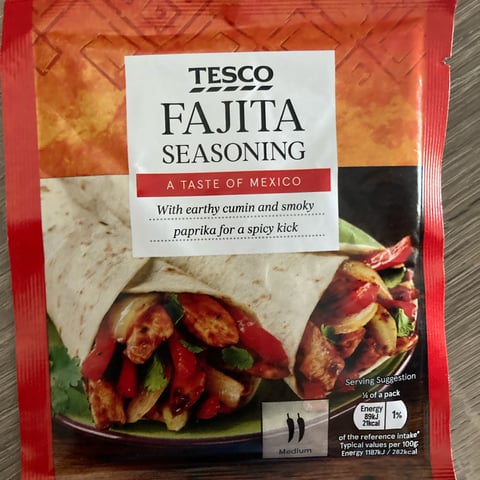 TESCO
FAJITA
SEASONING
A TASTE OF MEXICO
With earthy cumin and smoky
paprika for a spicy kick
Serving Suggestion
¼ of a pack
Energy
89kJ
21kcal
1%
of the reference intake*
Typical values per 100g:
Energy 1187kJ / 282kcal
Medium